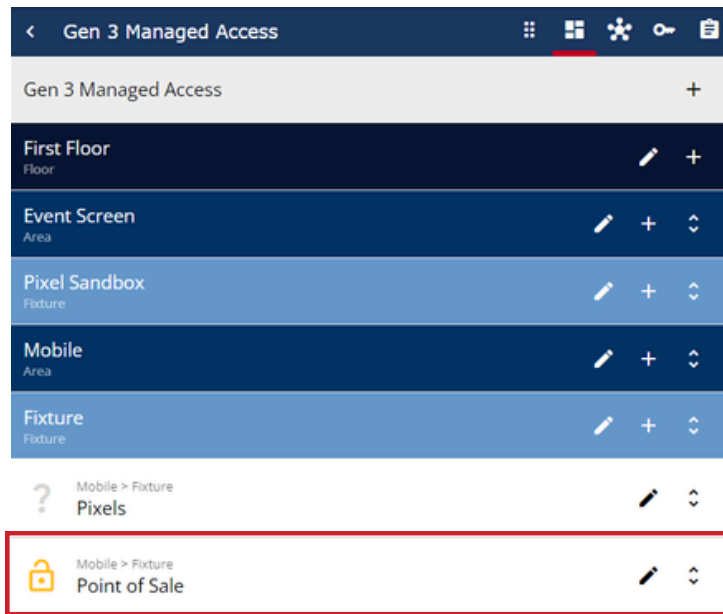 Gen 3 Managed Access
Gen 3 Managed Access
First Floor
Floor
Event Screen
Area
Pixel Sandbox
Fixture
Mobile
Area
Fixture
Fixture
Mobile > Fixture
Pixels
Mobile > Fixture
Point of Sale